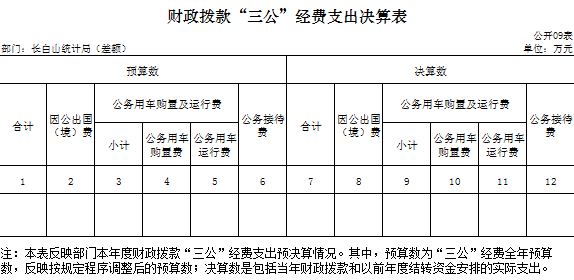 财政拨款“三公”经费支出决算表
公开09表
部门：长白山统计局（差额）
单位：万元
预算数
决算数
合计
因公出国（境）费
公务用车购置及运行费
公务接待费
合计
因公出国（境）费
公务用车购置及运行费
公务接待费
小计
公务用车购置费
公务用车运行费
小计
公务用车购置费
公务用车运行费
1 2 3 4 5 6 7 8 9 10 11 12
注：本表反映部门本年度财政拨款“三公”经费支出预决算情况。其中，预算数为“三公”经费全年预算
数，反映按规定程序调整后的预算数；决算数是包括当年财政拨款和以前年度结转资金安排的实际支出。